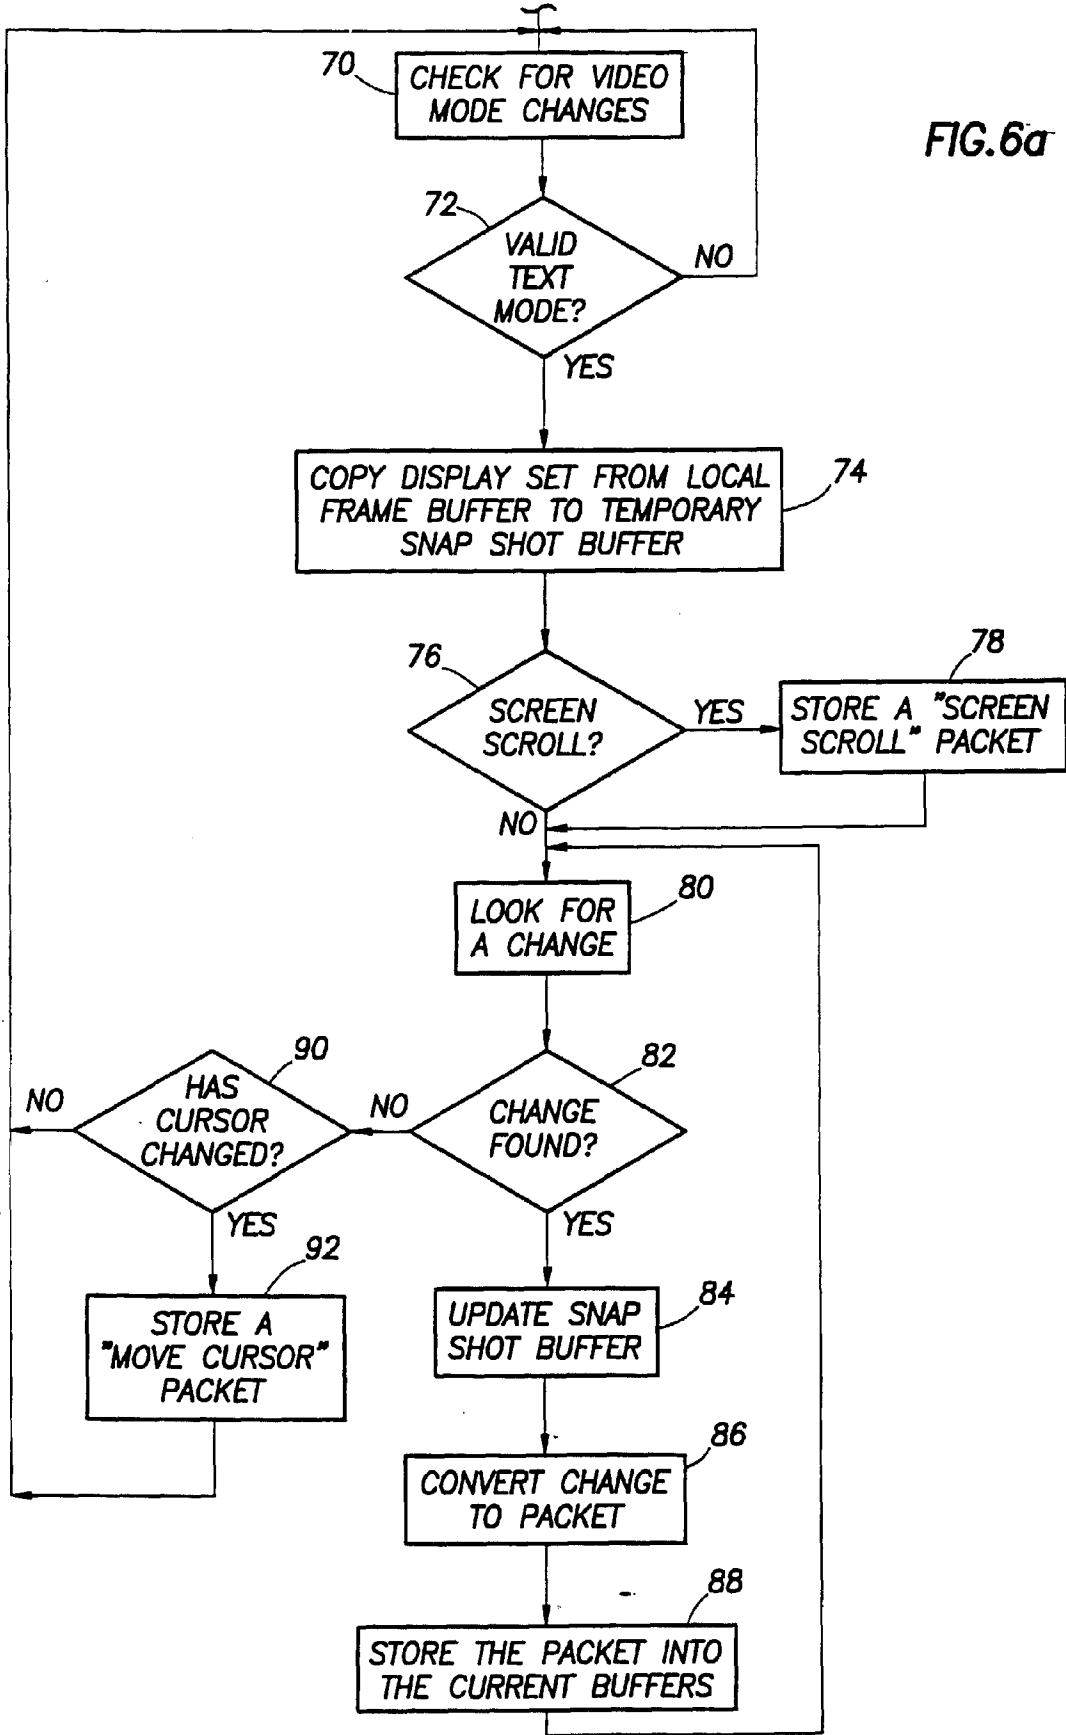 FIG.6a
70
CHECK FOR VIDEO
MODE CHANGES
72
VALID
TEXT
MODE?
NO
YES
74
COPY DISPLAY SET FROM LOCAL
FRAME BUFFER TO TEMPORARY
SNAP SHOT BUFFER
76
SCREEN
SCROLL?
YES
78
STORE A "SCREEN
SCROLL" PACKET
NO
80
LOOK FOR
A CHANGE
82
CHANGE
FOUND?
NO
90
HAS
CURSOR
CHANGED?
NO
YES
92
STORE A
"MOVE CURSOR"
PACKET
YES
84
UPDATE SNAP
SHOT BUFFER
86
CONVERT CHANGE
TO PACKET
88
STORE THE PACKET INTO
THE CURRENT BUFFERS